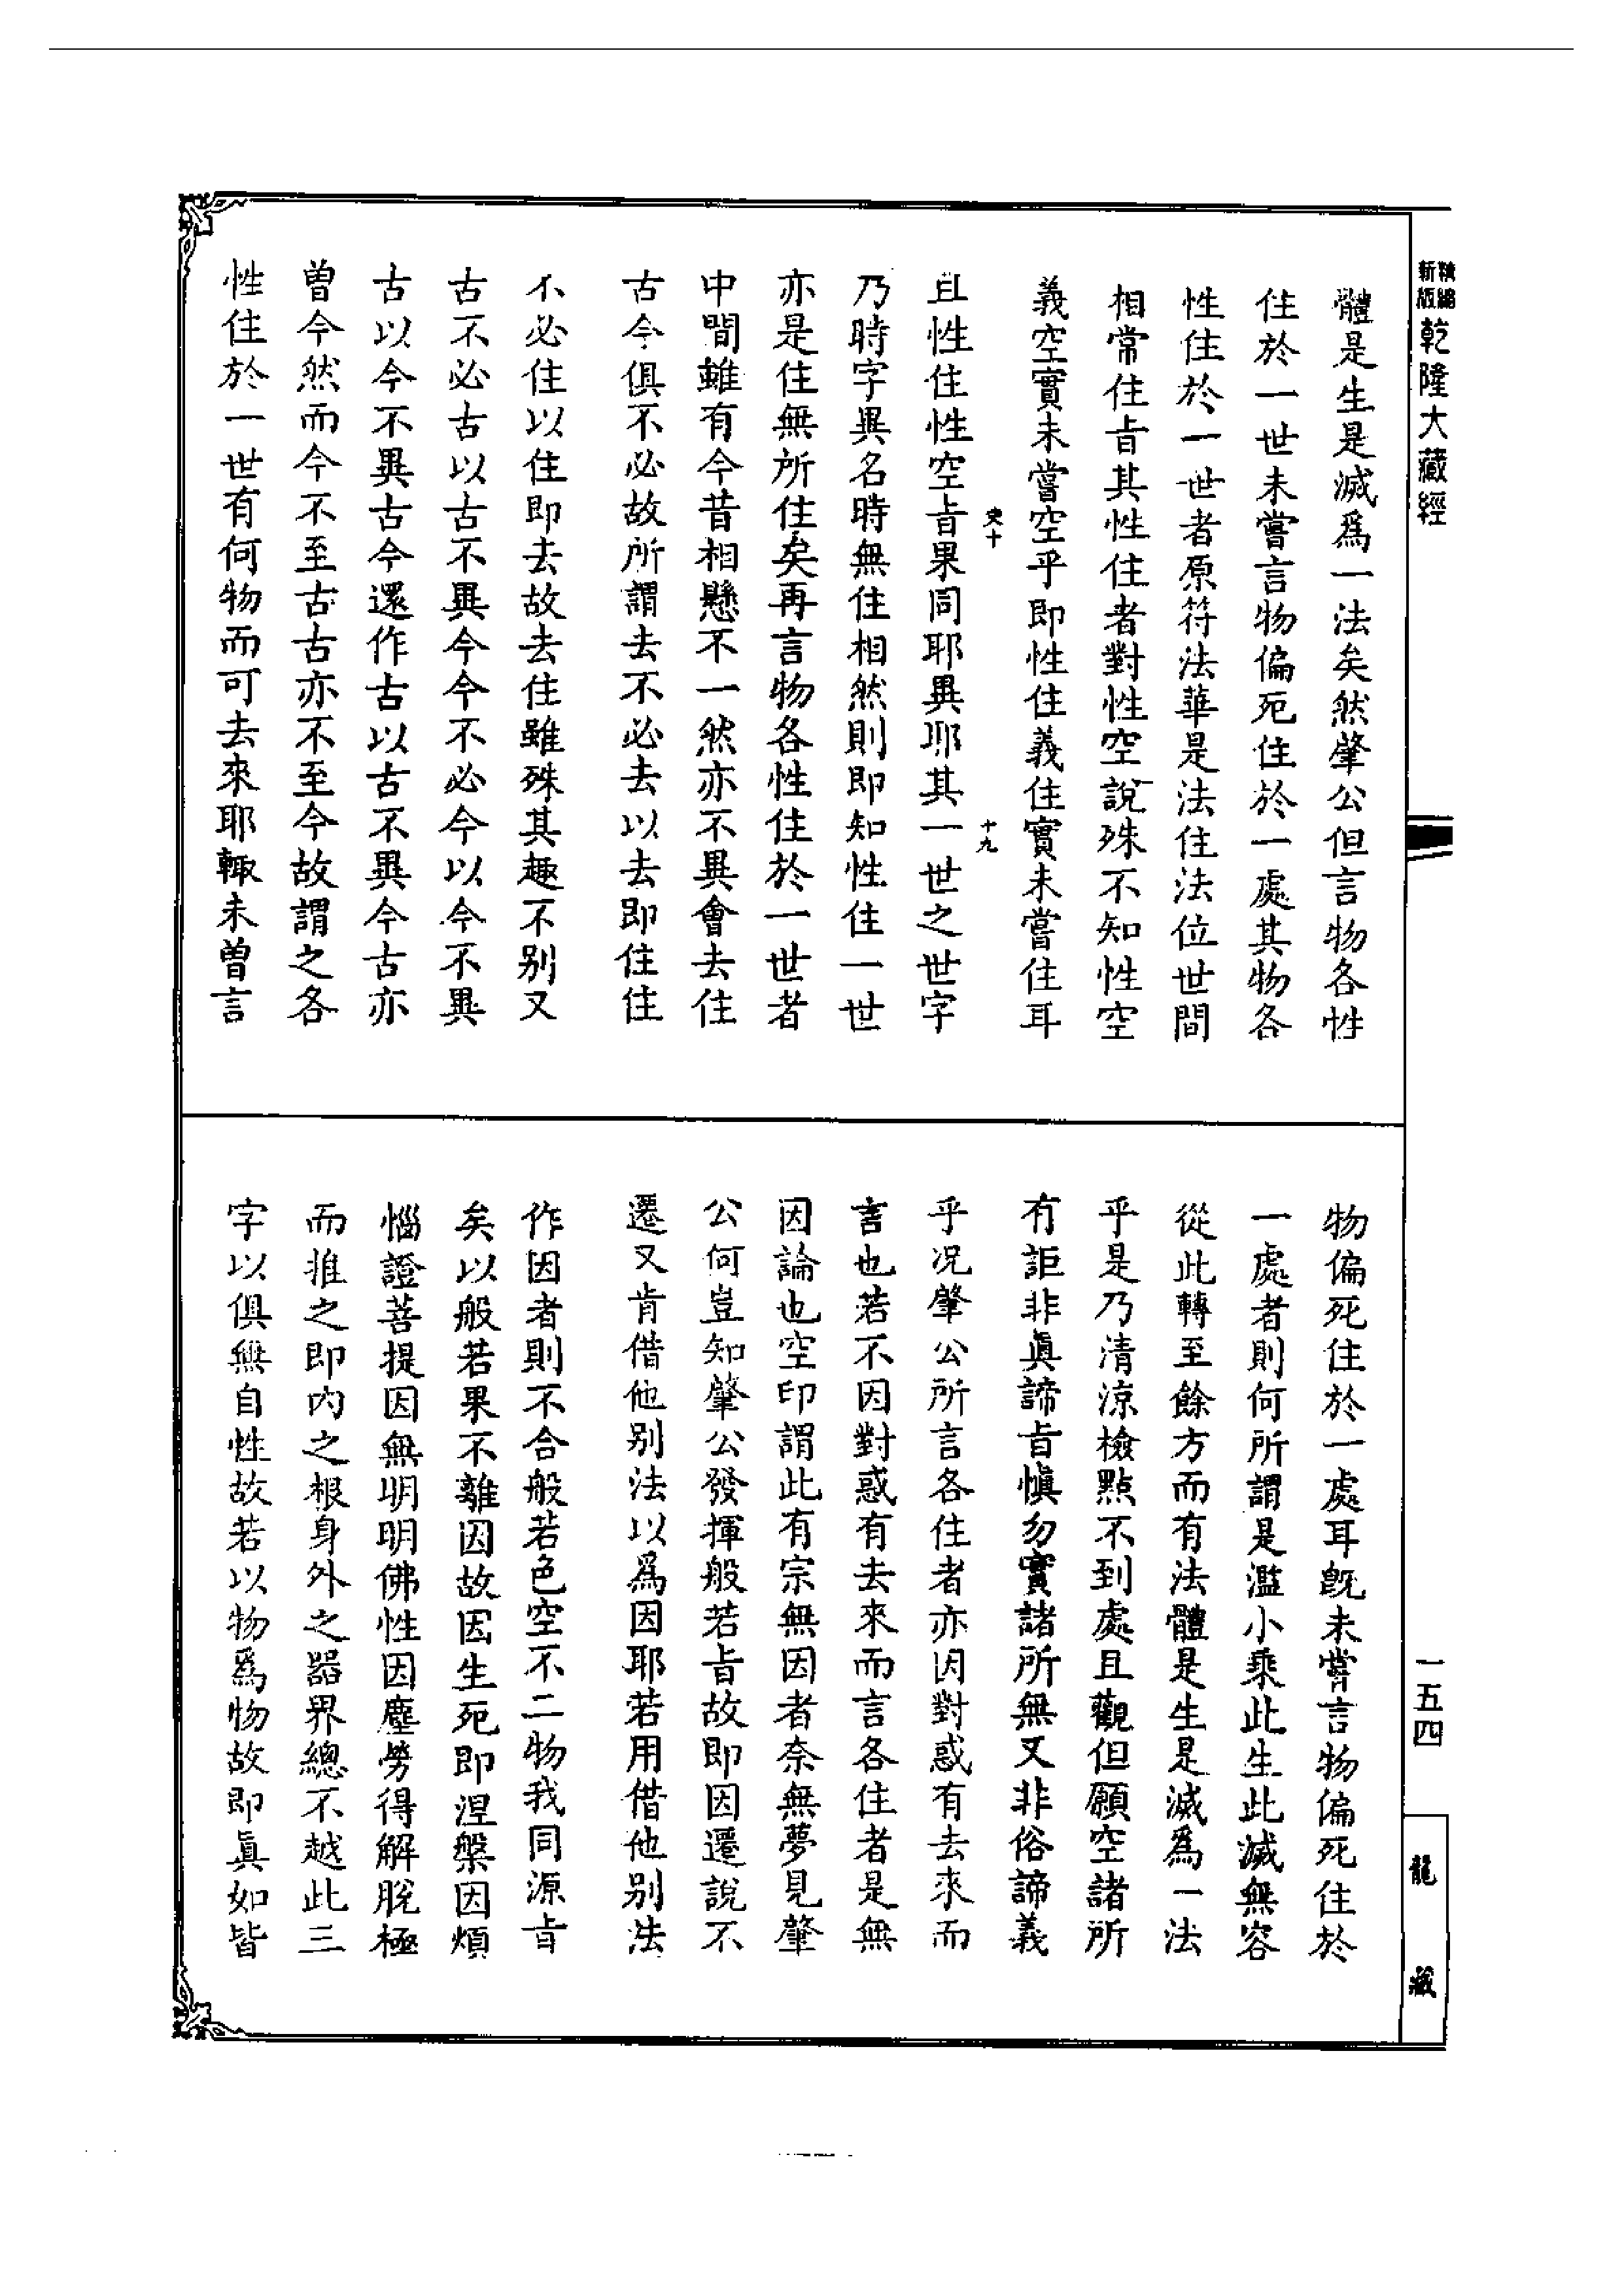 新編縮版乾隆大藏經
體是生是滅爲一法矣然肇公但言物各性
住於一世未嘗言物偏死住於一處其物各
性住於一世者原符法華是法住法位世間
相常住旨其性住者對性空說殊不知性空
義空實未嘗空乎即性住義住實未嘗住耳
史十 十九
且性住性空旨果同耶異耶其一世之世字
乃時字異名時無住相然則即知性住一世
亦是住無所住矣再言物各性住於一世者
中間雖有今昔相懸不一然亦不異會去住
古今俱不必故所謂去不必去以去即住住
不必住以住即去故去住雖殊其趣不别又
古不必古以古不異今今不必今以今不異
古以今不異古今還作古以古不異今古亦
曾今然而今不至古古亦不至今故謂之各
性住於一世有何物而可去來耶輙未曾言
物偏死住於一處耳旣未嘗言物偏死住於
一處者則何所謂是濫小乘此生此滅無容
從此轉至餘方而有法體是生是滅爲一法
乎是乃清涼檢點不到處且觀但願空諸所
有詎非眞諦旨愼勿實諸所無又非俗諦義
乎況肇公所言各住者亦因對惑有去來而
言也若不因對惑有去來而言各住者是無
因論也空印謂此有宗無因者奈無夢見肇
公何豈知肇公發揮般若旨故即因遷說不
遷又肯借他别法以爲因耶若用借他别法
作因者則不合般若色空不二物我同源旨
矣以般若果不離因故因生死即涅槃因煩
惱證菩提因無明明佛性因塵勞得解脫極
而推之即内之根身外之器界總不越此三
字以俱無自性故若以物爲物故即眞如皆
一五四
龍藏